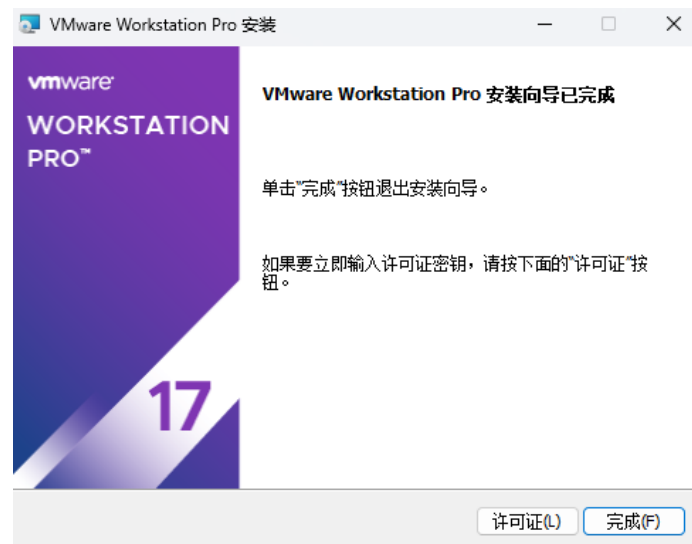 VMware Workstation Pro 安装
vmware®
WORKSTATION
PRO™
VMware Workstation Pro 安装向导已完成
单击"完成"按钮退出安装向导。
如果要立即输入许可证密钥，请按下面的"许可证"按
钮。
17
许可证(L)
完成(F)